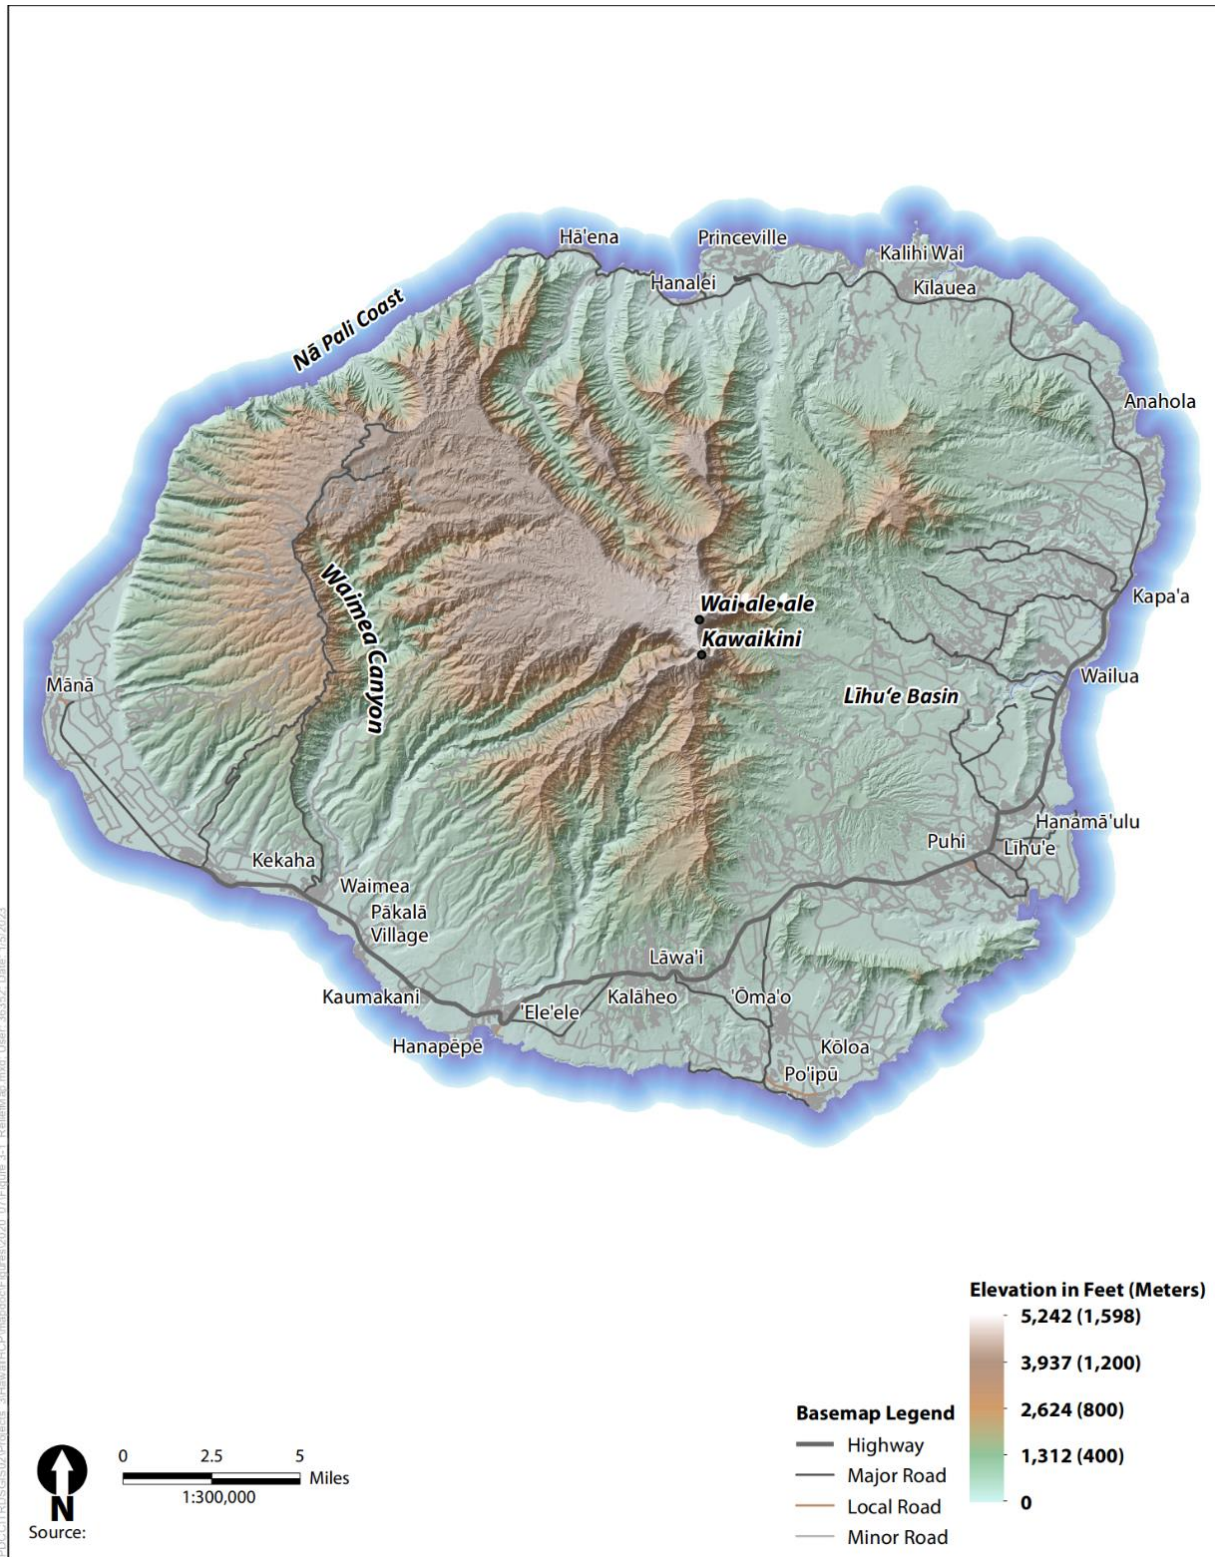 Hā'ena
Princeville
Kalihi Wai
Hanalei
Kīlauea
Nā Pali Coast
Anahola
Waimea Canyon
Wai•ale•ale
Kapa'a
Kawaikini
Wailua
Mānā
Līhu‘e Basin
Hanamā'ulu
Puhi
Līhu'e
Kekaha
Waimea
Pākalā
Village
Lāwa'i
Kaumakani
Kalāheo
'Ōma'o
'Ele'ele
Hanapēpē
Kōloa
Po'ipū
Elevation in Feet (Meters)
5,242 (1,598)
3,937 (1,200)
2,624 (800)
1,312 (400)
0
Basemap Legend
Highway
Major Road
Local Road
Minor Road
0 2.5 5
Miles
1:300,000
N
Source: